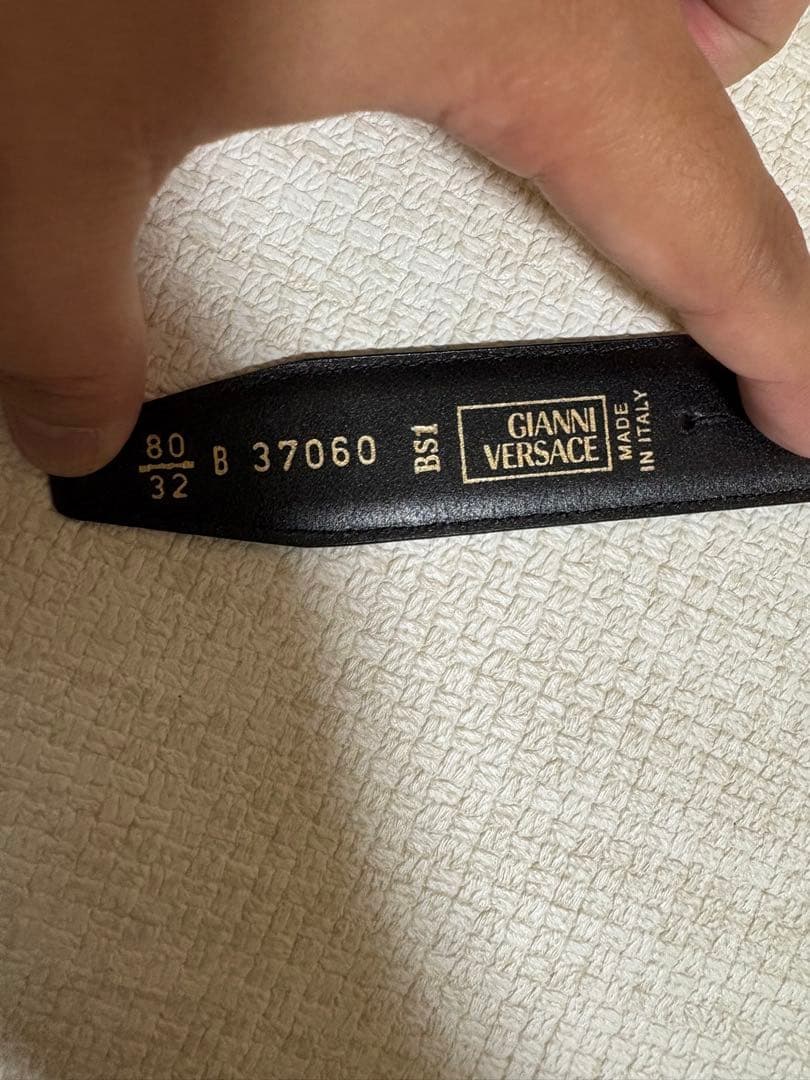 80
32
B 37060
BS1
GIANNI
VERSACE
MADE
IN ITALY